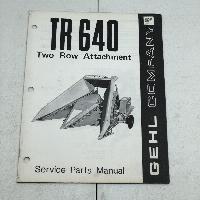 TR 640
Two Row Attachment
GEHL COMPANY
Service Parts Manual